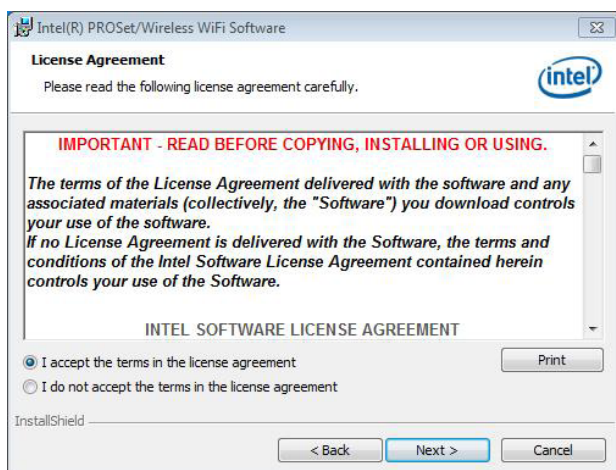 Intel(R) PROSet/Wireless WiFi Software
License Agreement
Please read the following license agreement carefully.
intel
IMPORTANT - READ BEFORE COPYING, INSTALLING OR USING.
The terms of the License Agreement delivered with the software and any
associated materials (collectively, the "Software") you download controls
your use of the software.
If no License Agreement is delivered with the Software, the terms and
conditions of the Intel Software License Agreement contained herein
controls your use of the Software.
INTEL SOFTWARE LICENSE AGREEMENT
I accept the terms in the license agreement
Print
I do not accept the terms in the license agreement
InstallShield
< Back
Next >
Cancel